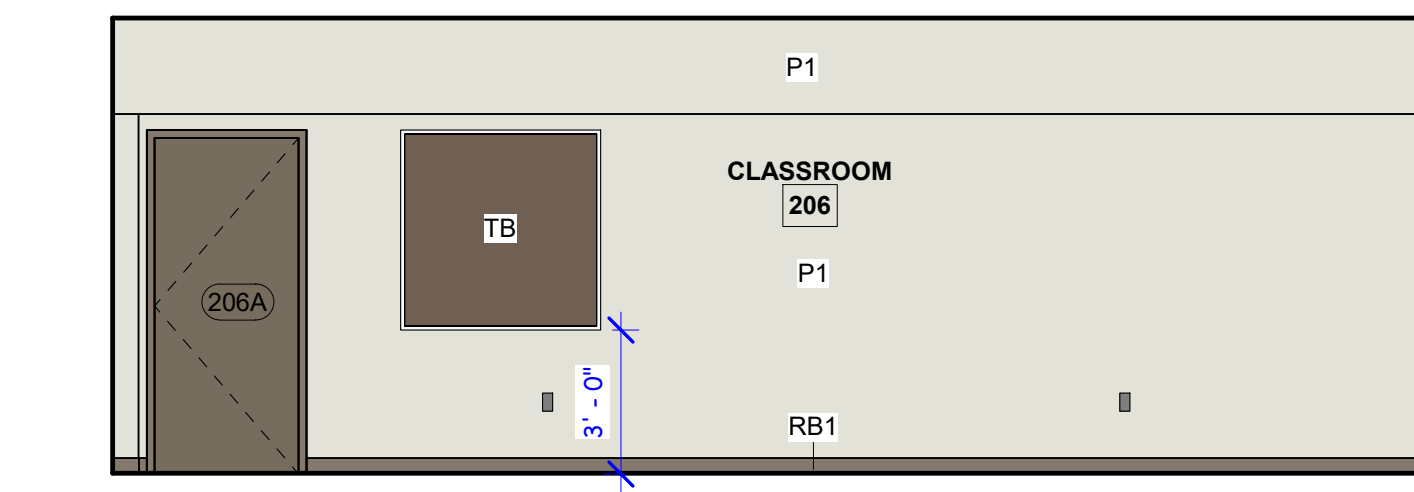 P1
CLASSROOM
206
TB
P1
206A
3' - 0"
RB1